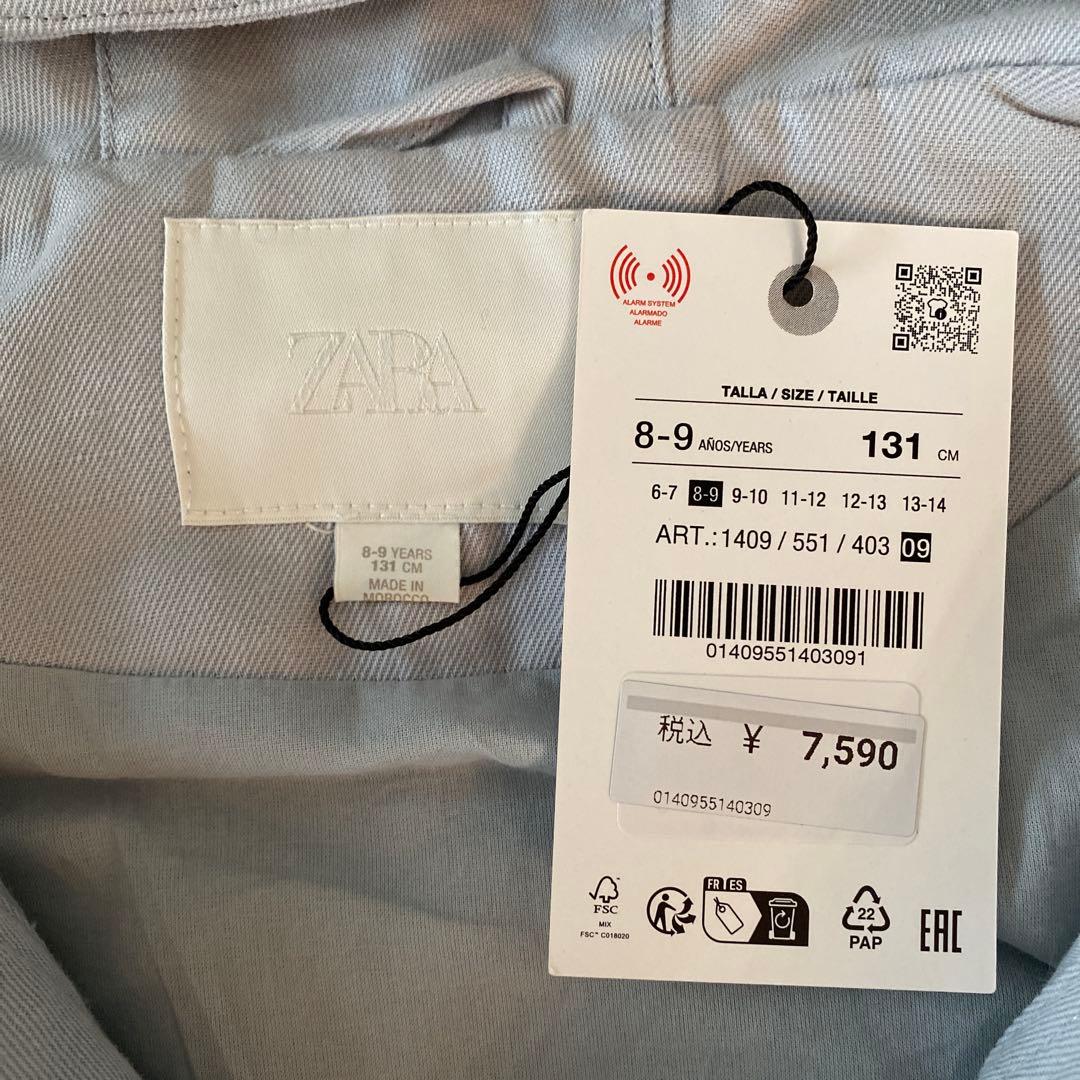 ZARA
8-9 YEARS
131 CM
MADE IN
MOROCCO
ALARM SYSTEM
ALARMADO
ALARME
TALLA / SIZE / TAILLE
8-9 AÑOS/YEARS 131 CM
6-7 8-9 9-10 11-12 12-13 13-14
ART.: 1409 / 551 / 403 09
01409551403091
税込 ¥ 7,590
0140955140309
FSC
MIX
FSC™ C018020
FR ES
22
PAP
EAC